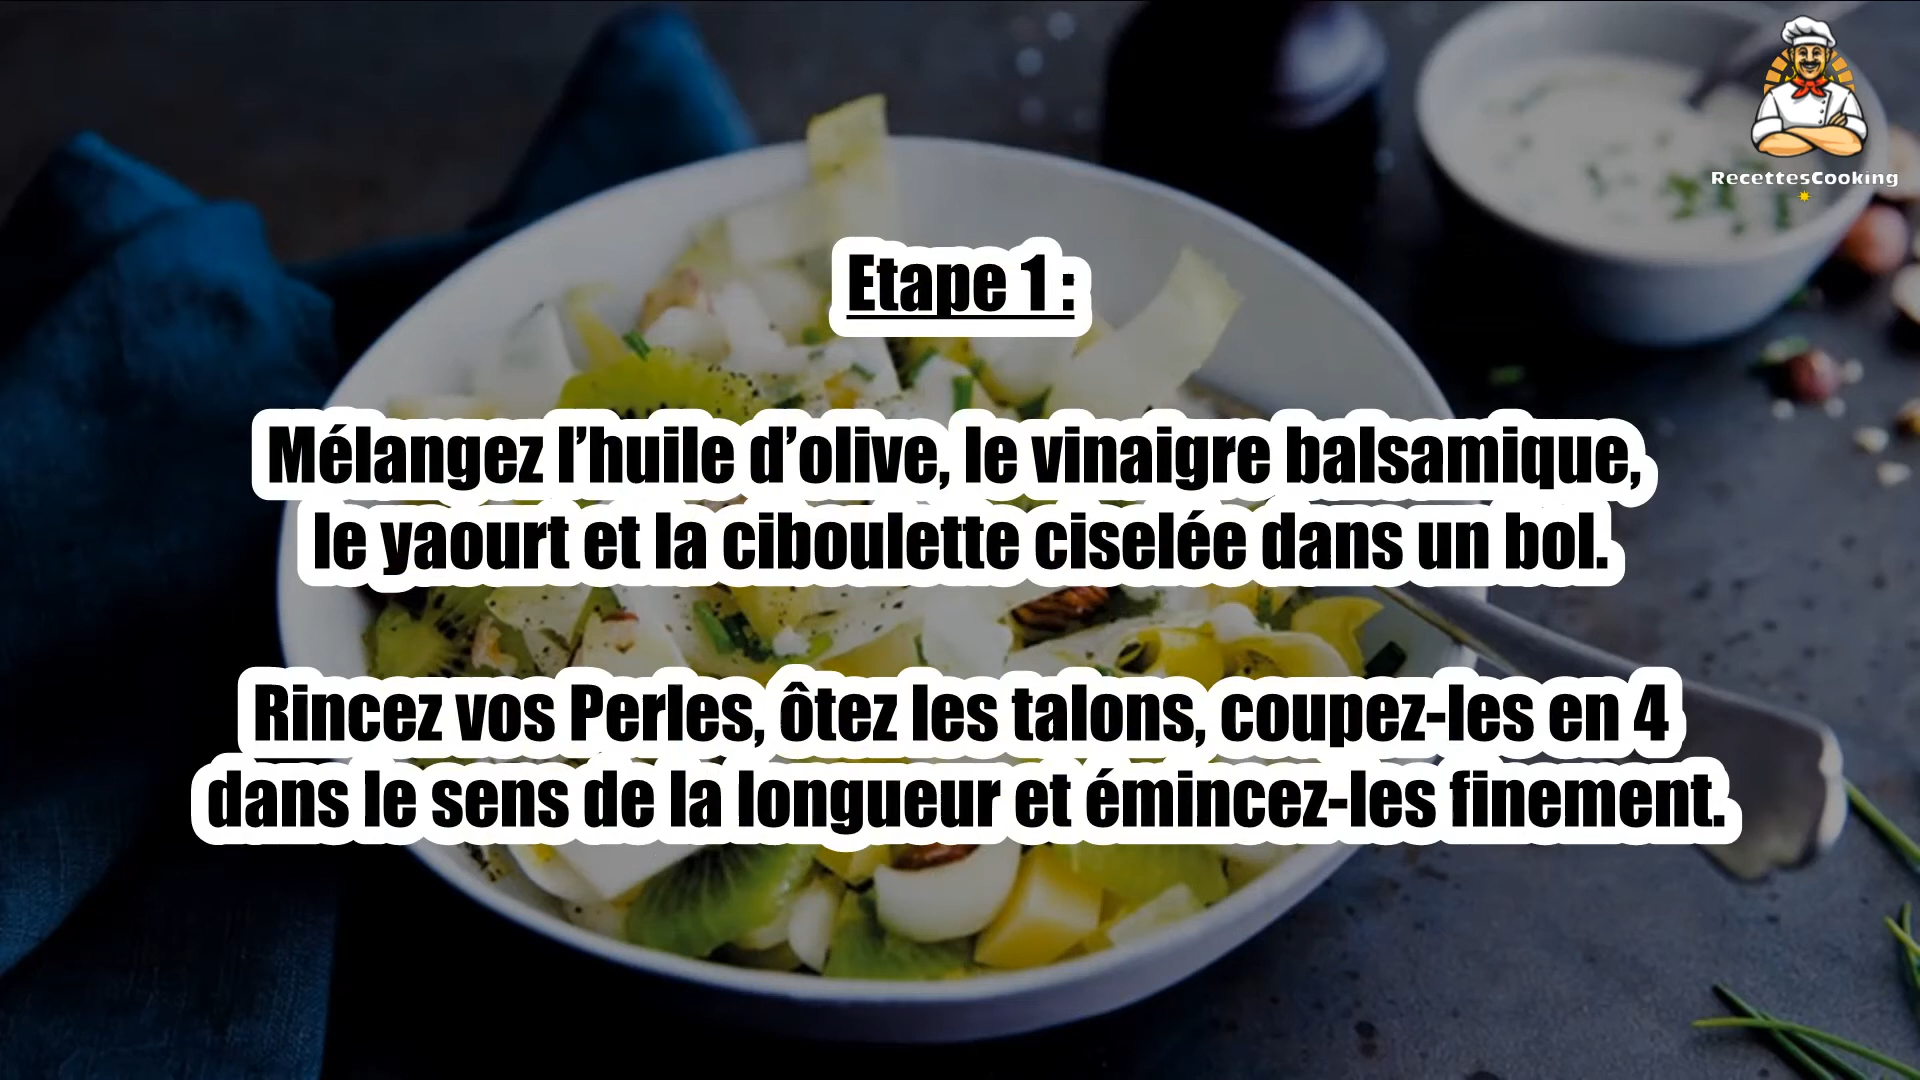 RecettesCooking
Etape 1 :
Mélangez l’huile d’olive, le vinaigre balsamique,
le yaourt et la ciboulette ciselée dans un bol.
Rincez vos Perles, ôtez les talons, coupez-les en 4
dans le sens de la longueur et émincez-les finement.